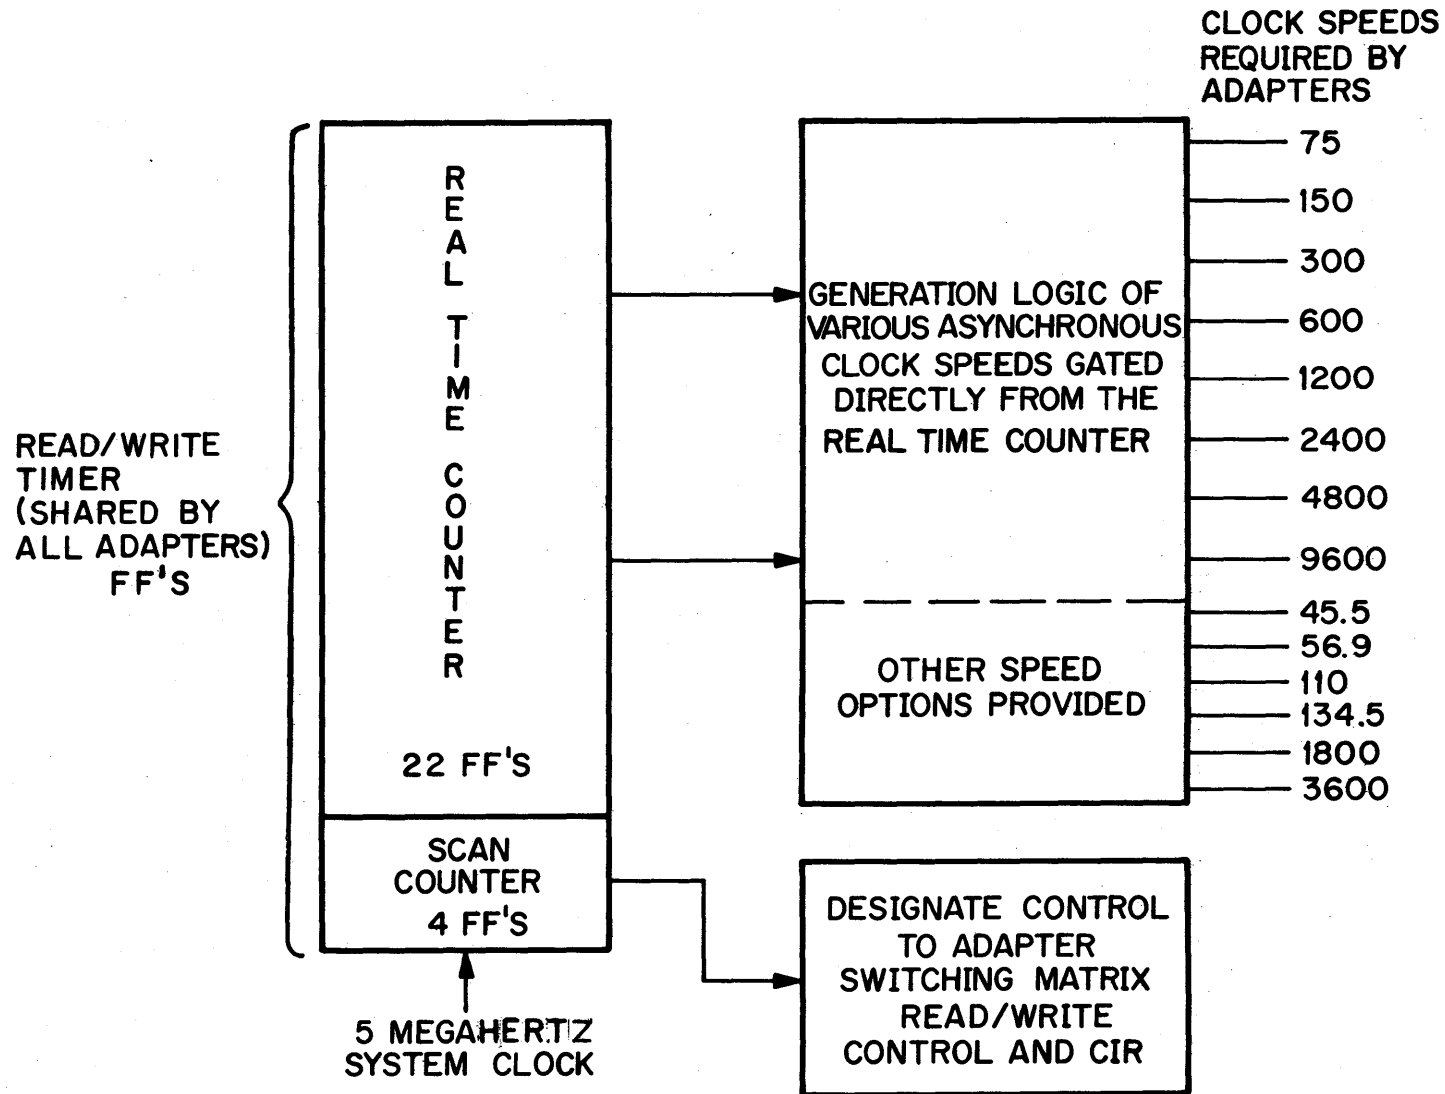 CLOCK SPEEDS
REQUIRED BY
ADAPTERS
READ/WRITE
TIMER
(SHARED BY
ALL ADAPTERS)
FF'S
REAL TIME COUNTER
22 FF'S
SCAN
COUNTER
4 FF'S
5 MEGAHERTZ
SYSTEM CLOCK
GENERATION LOGIC OF
VARIOUS ASYNCHRONOUS
CLOCK SPEEDS GATED
DIRECTLY FROM THE
REAL TIME COUNTER
OTHER SPEED
OPTIONS PROVIDED
75
150
300
600
1200
2400
4800
9600
45.5
56.9
110
134.5
1800
3600
DESIGNATE CONTROL
TO ADAPTER
SWITCHING MATRIX
READ/WRITE
CONTROL AND CIR